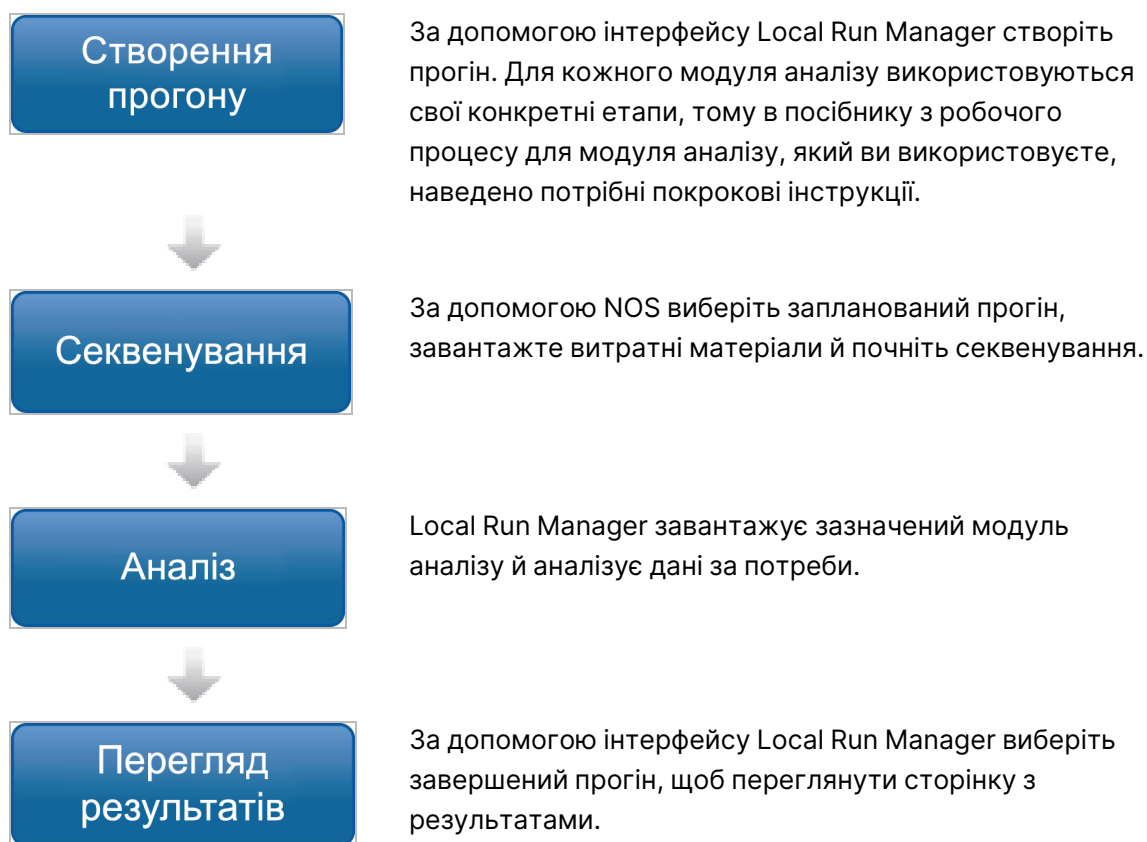 Створення
прогону
За допомогою інтерфейсу Local Run Manager створіть
прогін. Для кожного модуля аналізу використовуються
свої конкретні етапи, тому в посібнику з робочого
процесу для модуля аналізу, який ви використовуєте,
наведено потрібні покрокові інструкції.
Секвенування
За допомогою NOS виберіть запланований прогін,
завантажте витратні матеріали й почніть секвенування.
Аналіз
Local Run Manager завантажує зазначений модуль
аналізу й аналізує дані за потреби.
Перегляд
результатів
За допомогою інтерфейсу Local Run Manager виберіть
завершений прогін, щоб переглянути сторінку з
результатами.